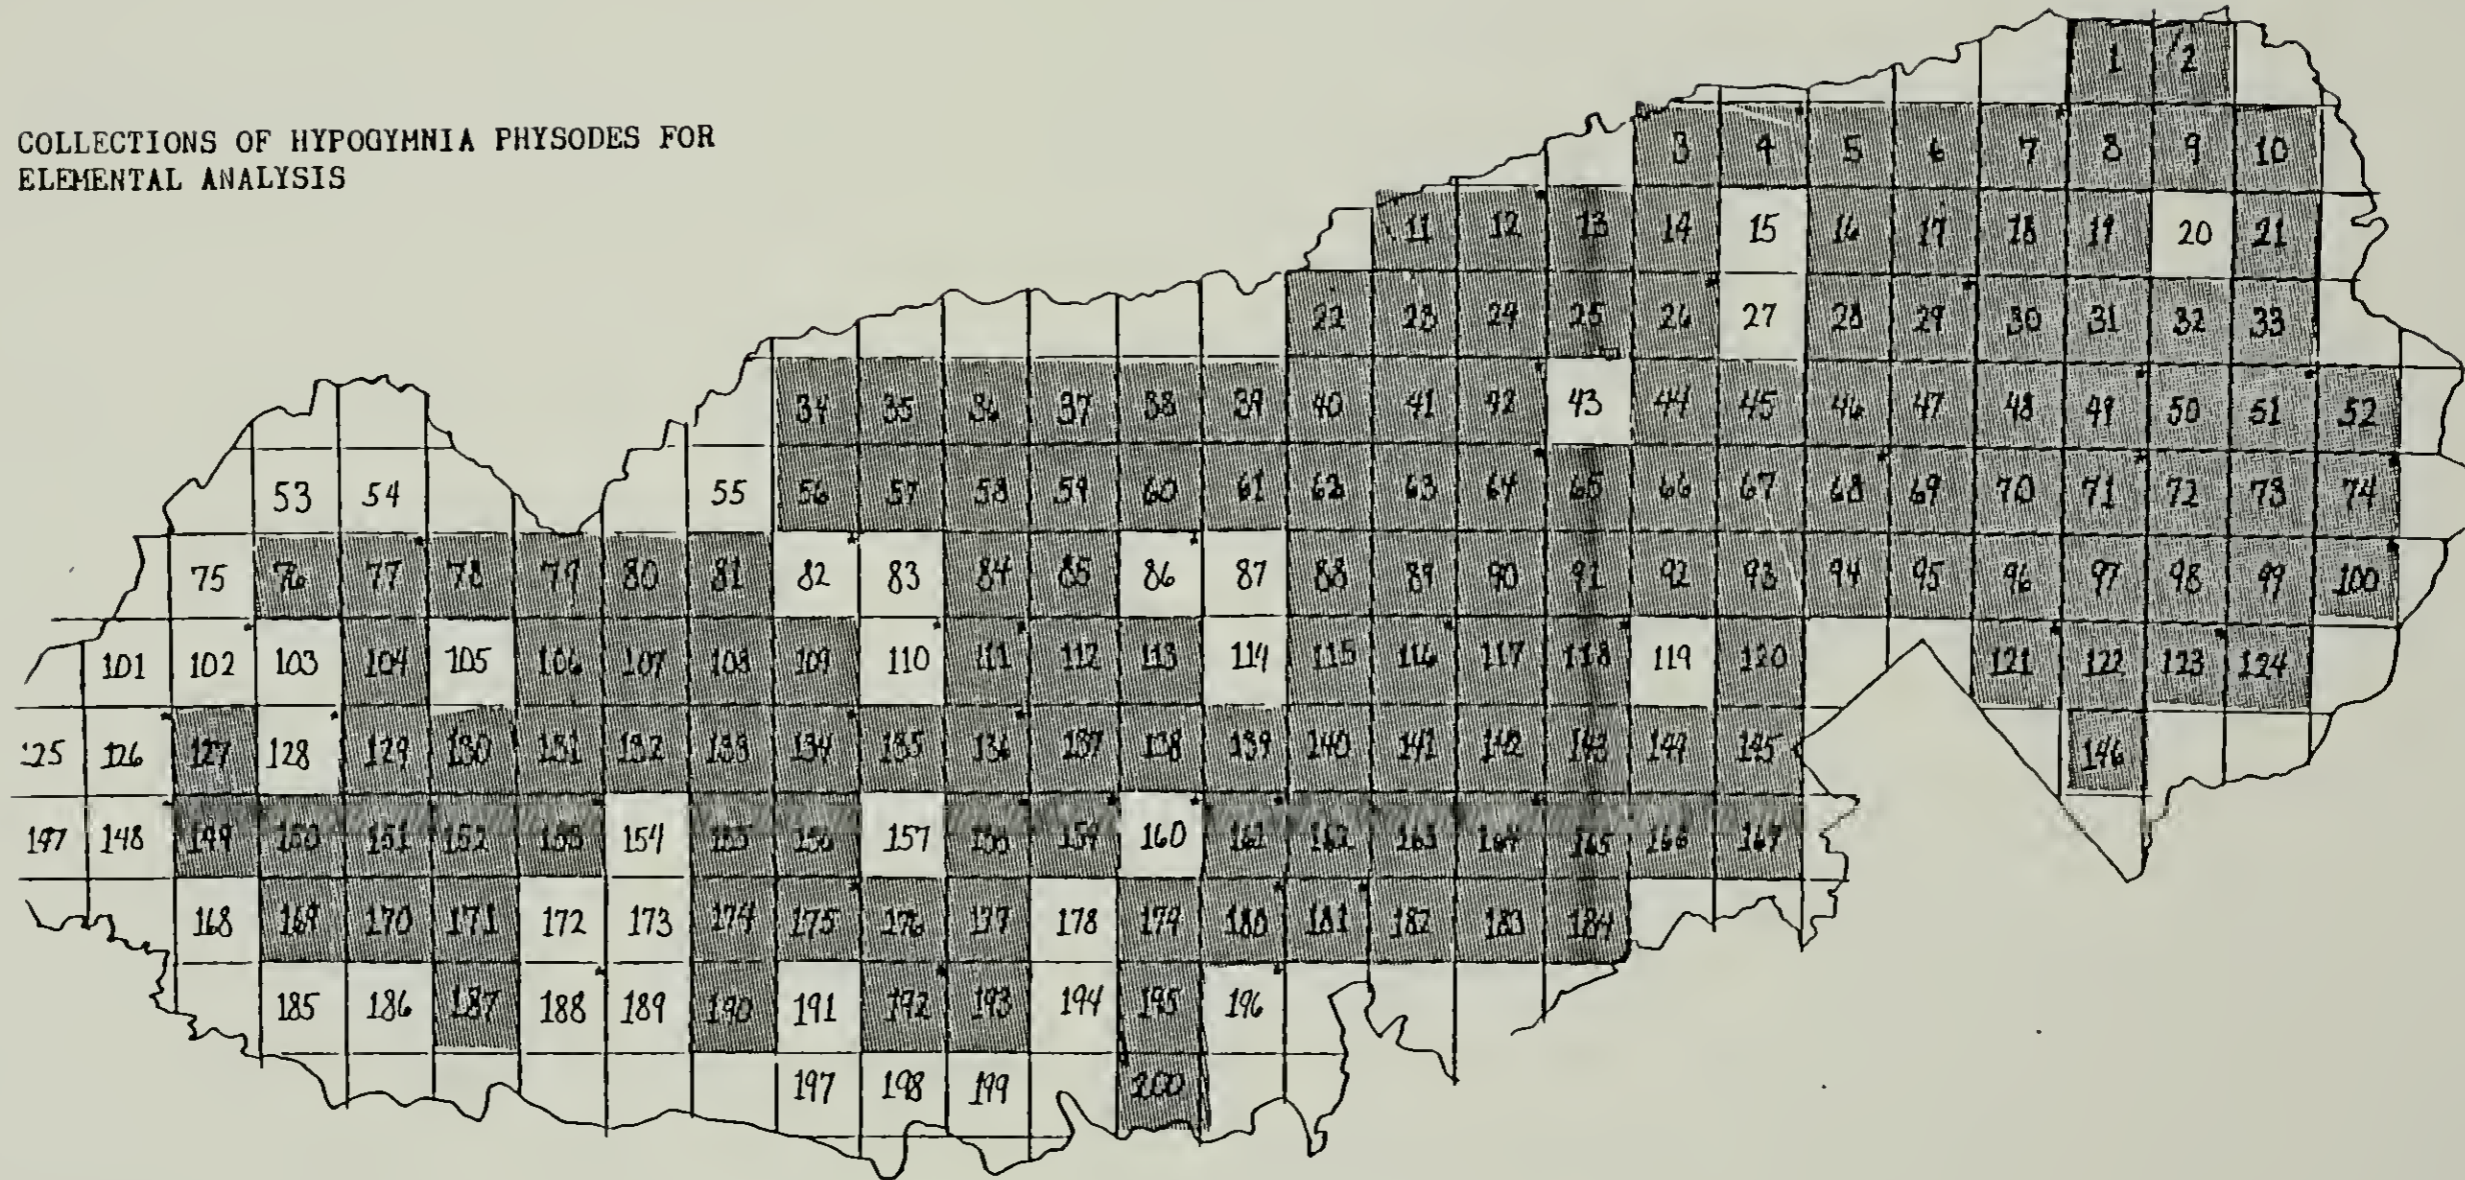 COLLECTIONS OF HYPOGYMNIA PHYSODES FOR
ELEMENTAL ANALYSIS
1 2
3 4 5 6 7 8 9 10
11 12 13 14 15 16 17 18 19 20 21
22 23 24 25 26 27 28 29 30 31 32 33
34 35 36 37 38 39 40 41 42 43 44 45 46 47 48 49 50 51 52
53 54 55 56 57 58 59 60 61 62 63 64 65 66 67 68 69 70 71 72 73 74
75 76 77 78 79 80 81 82 83 84 85 86 87 88 89 90 91 92 93 94 95 96 97 98 99 100
101 102 103 104 105 106 107 108 109 110 111 112 113 114 115 116 117 118 119 120 121 122 123 124
125 126 127 128 129 130 131 132 133 134 135 136 137 138 139 140 141 142 143 144 145 146
147 148 149 150 151 152 153 154 155 156 157 158 159 160 161 162 163 164 165 166 167
168 169 170 171 172 173 174 175 176 177 178 179 180 181 182 183 184
185 186 187 188 189 190 191 192 193 194 195 196
197 198 199 200